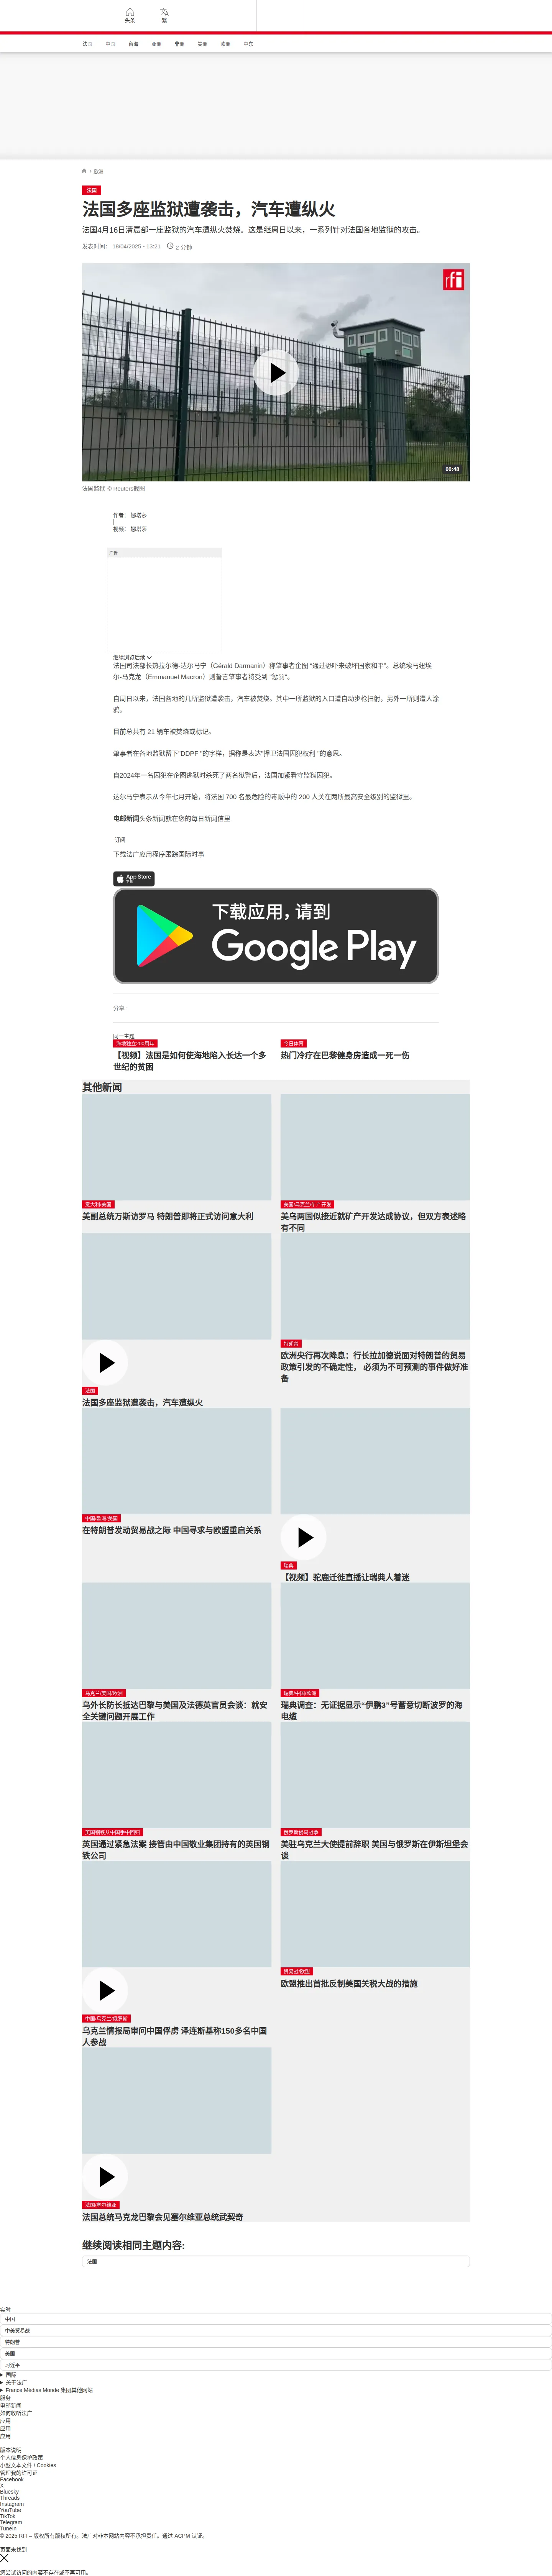 头条
繁
法国
中国
台海
亚洲
非洲
美洲
欧洲
中东
/ 欧洲
法国
法国多座监狱遭袭击，汽车遭纵火
法国4月16日清晨部一座监狱的汽车遭纵火焚烧。这是继周日以来，一系列针对法国各地监狱的攻击。
发表时间： 18/04/2025 - 13:21 2 分钟
rfi
00:48
法国监狱 © Reuters截图
作者： 娜塔莎
|
视频： 娜塔莎
广告
继续浏览后续
法国司法部长热拉尔德-达尔马宁（Gérald Darmanin）称肇事者企图 “通过恐吓来破坏国家和平”。总统埃马纽埃
尔-马克龙（Emmanuel Macron）则誓言肇事者将受到 “惩罚”。
自周日以来，法国各地的几所监狱遭袭击，汽车被焚烧。其中一所监狱的入口遭自动步枪扫射，另外一所则遭人涂
鸦。
目前总共有 21 辆车被焚烧或标记。
肇事者在各地监狱留下"DDPF "的字样，据称是表达"捍卫法国囚犯权利 "的意思。
自2024年一名囚犯在企图逃狱时杀死了两名狱警后，法国加紧看守监狱囚犯。
达尔马宁表示从今年七月开始，将法国 700 名最危险的毒贩中的 200 人关在两所最高安全级别的监狱里。
电邮新闻头条新闻就在您的每日新闻信里
订阅
下载法广应用程序跟踪国际时事
App Store
下载
下载应用，请到
Google Play
分享 :
同一主题
海地独立200周年
【视频】法国是如何使海地陷入长达一个多
世纪的贫困
今日体育
热门冷疗在巴黎健身房造成一死一伤
其他新闻
意大利/美国
美副总统万斯访罗马 特朗普即将正式访问意大利
美国/乌克兰/矿产开发
美乌两国似接近就矿产开发达成协议，但双方表述略
有不同
法国
法国多座监狱遭袭击，汽车遭纵火
特朗普
欧洲央行再次降息：行长拉加德说面对特朗普的贸易
政策引发的不确定性， 必须为不可预测的事件做好准
备
中国/欧洲/美国
在特朗普发动贸易战之际 中国寻求与欧盟重启关系
瑞典
【视频】驼鹿迁徙直播让瑞典人着迷
乌克兰/美国/欧洲
乌外长防长抵达巴黎与美国及法德英官员会谈：就安
全关键问题开展工作
瑞典/中国/欧洲
瑞典调查：无证据显示“伊鹏3”号蓄意切断波罗的海
电缆
英国钢铁从中国手中回归
英国通过紧急法案 接管由中国敬业集团持有的英国钢
铁公司
俄罗斯侵乌战争
美驻乌克兰大使提前辞职 美国与俄罗斯在伊斯坦堡会
谈
中国/乌克兰/俄罗斯
乌克兰情报局审问中国俘虏 泽连斯基称150多名中国
人参战
贸易战/欧盟
欧盟推出首批反制美国关税大战的措施
法国/塞尔维亚
法国总统马克龙巴黎会见塞尔维亚总统武契奇
继续阅读相同主题内容:
法国
实时
中国
中美贸易战
特朗普
美国
习近平
国际
关于法广
France Médias Monde 集团其他网站
服务
电邮新闻
如何收听法广
应用
应用
应用
版本说明
个人信息保护政策
小型文本文件 / Cookies
管理我的许可证
Facebook
X
Bluesky
Threads
Instagram
YouTube
TikTok
Telegram
TuneIn
© 2025 RFI – 版权所有版权所有。法广对非本网站内容不承担责任。通过 ACPM 认证。
页面未找到
您尝试访问的内容不存在或不再可用。